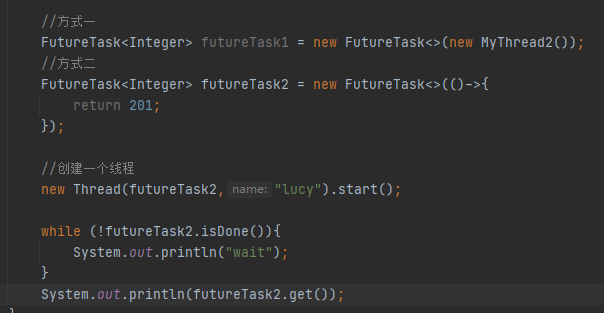 //方式一
FutureTask<Integer> futureTask1 = new FutureTask<>(new MyThread2());
//方式二
FutureTask<Integer> futureTask2 = new FutureTask<>(()->{
    return 201;
});
//创建一个线程
new Thread(futureTask2, name: "lucy").start();
while (!futureTask2.isDone()){
    System.out.println("wait");
}
System.out.println(futureTask2.get());